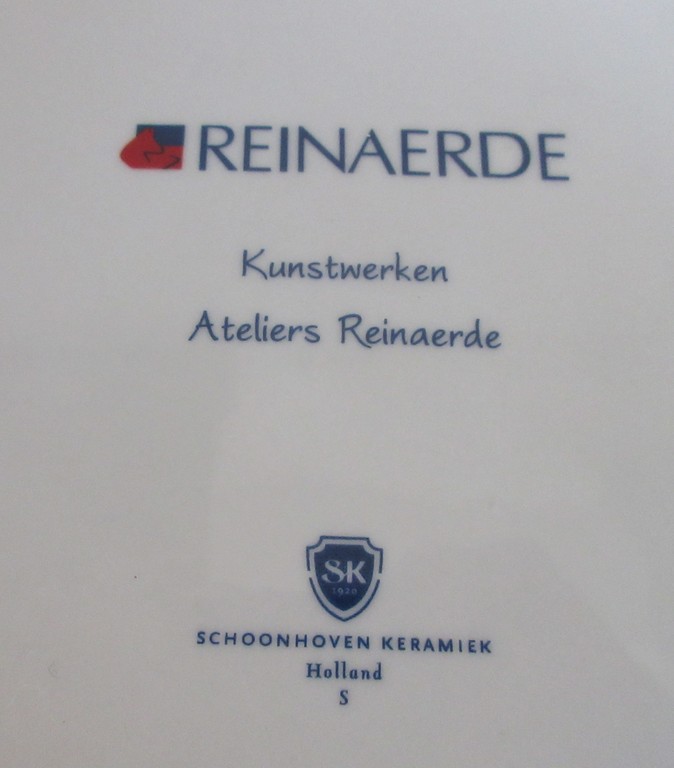 REINAERDE
Kunstwerken
Ateliers Reinaerde
SK
1920
SCHOONHOVEN KERAMIEK
Holland
S